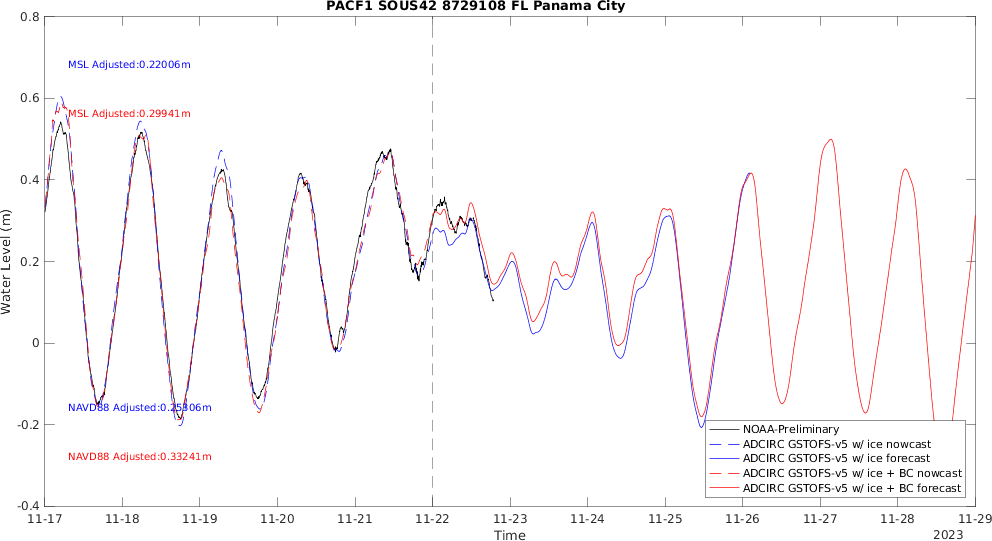 PACF1 SOUS42 8729108 FL Panama City
0.8
0.6
0.4
0.2
0
-0.2
-0.4
Water Level (m)
MSL Adjusted:0.22006m
MSL Adjusted:0.29941m
NAVD88 Adjusted:0.25306m
NAVD88 Adjusted:0.33241m
NOAA-Preliminary
ADCIRC GSTOFS-v5 w/ ice nowcast
ADCIRC GSTOFS-v5 w/ ice forecast
ADCIRC GSTOFS-v5 w/ ice + BC nowcast
ADCIRC GSTOFS-v5 w/ ice + BC forecast
11-17 11-18 11-19 11-20 11-21 11-22 11-23 11-24 11-25 11-26 11-27 11-28 11-29
Time
2023